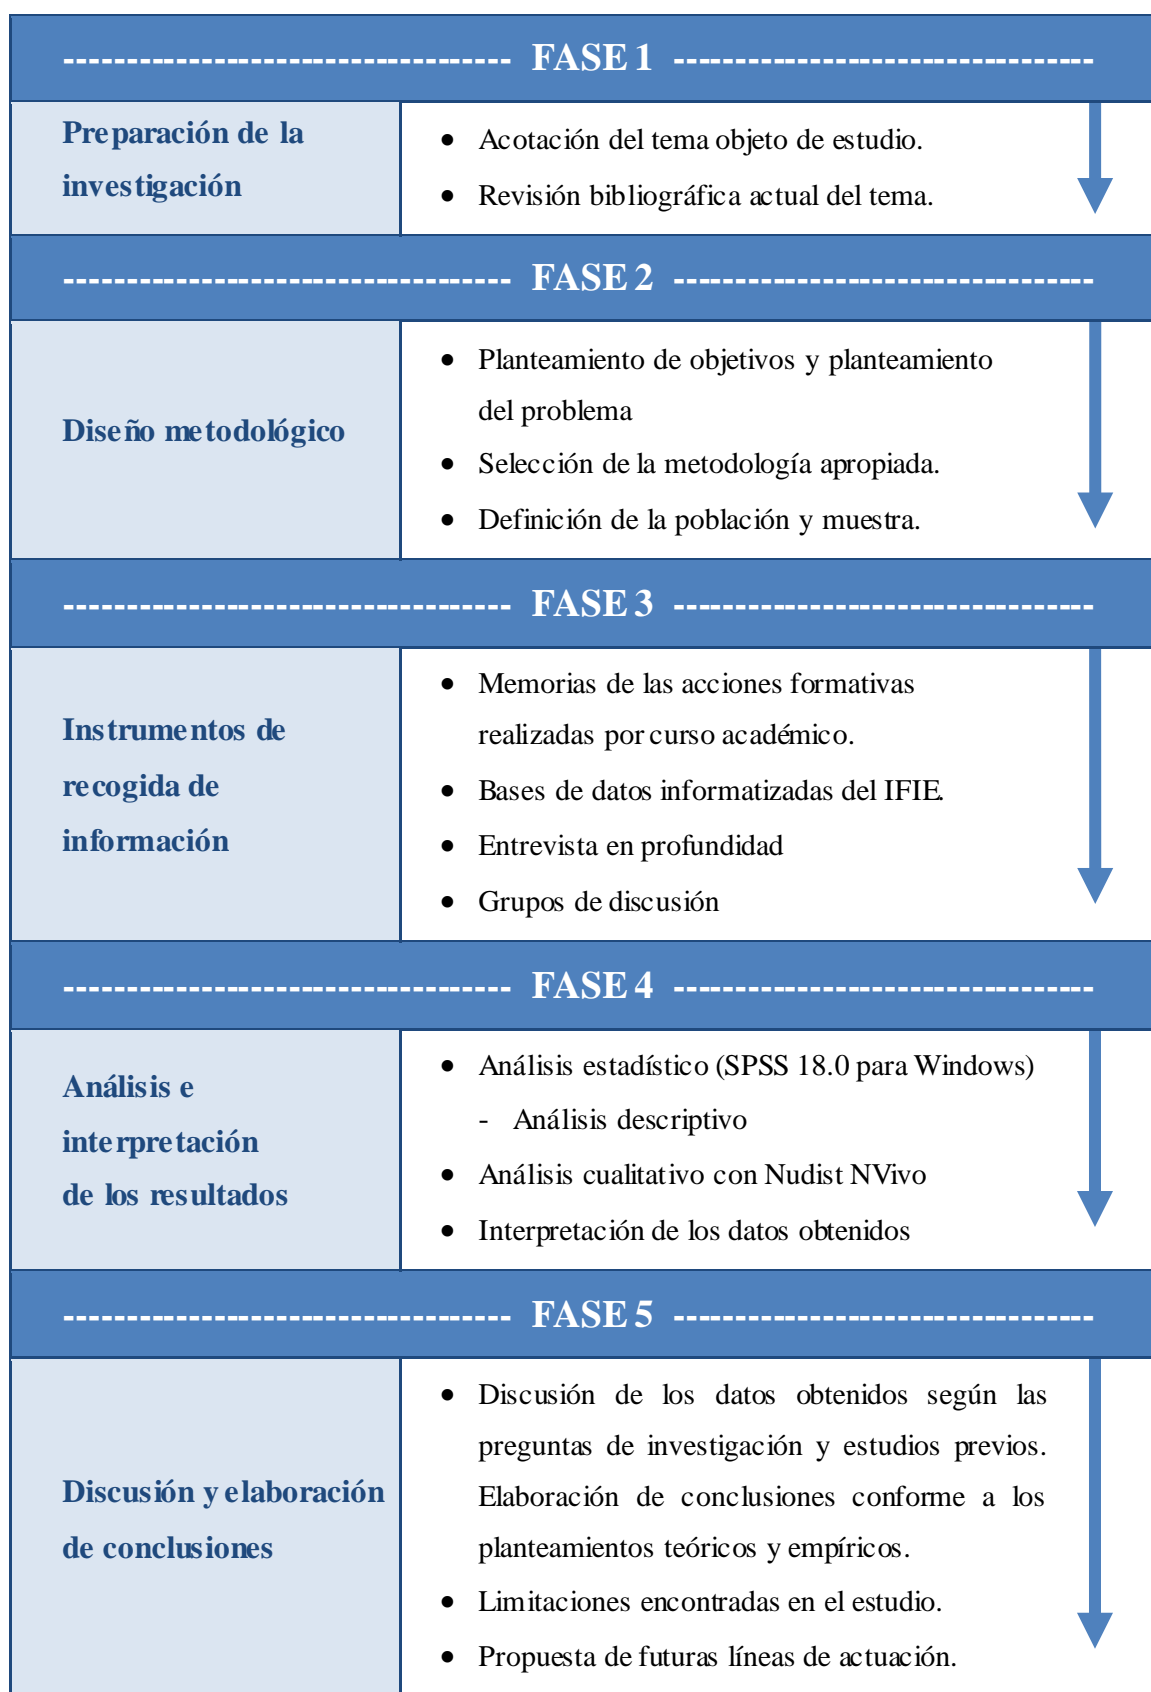 ----------------------------------- FASE 1 ---------------------------------
Preparación de la
investigación
• Acotación del tema objeto de estudio.
• Revisión bibliográfica actual del tema.
----------------------------------- FASE 2 ---------------------------------
Diseño metodológico
• Planteamiento de objetivos y planteamiento
del problema
• Selección de la metodología apropiada.
• Definición de la población y muestra.
----------------------------------- FASE 3 ---------------------------------
Instrumentos de
recogida de
información
• Memorias de las acciones formativas
realizadas por curso académico.
• Bases de datos informatizadas del IFIE.
• Entrevista en profundidad
• Grupos de discusión
----------------------------------- FASE 4 ---------------------------------
Análisis e
interpretación
de los resultados
• Análisis estadístico (SPSS 18.0 para Windows)
- Análisis descriptivo
• Análisis cualitativo con Nudist NVivo
• Interpretación de los datos obtenidos
----------------------------------- FASE 5 ---------------------------------
Discusión y elaboración
de conclusiones
• Discusión de los datos obtenidos según las
preguntas de investigación y estudios previos.
Elaboración de conclusiones conforme a los
planteamientos teóricos y empíricos.
• Limitaciones encontradas en el estudio.
• Propuesta de futuras líneas de actuación.